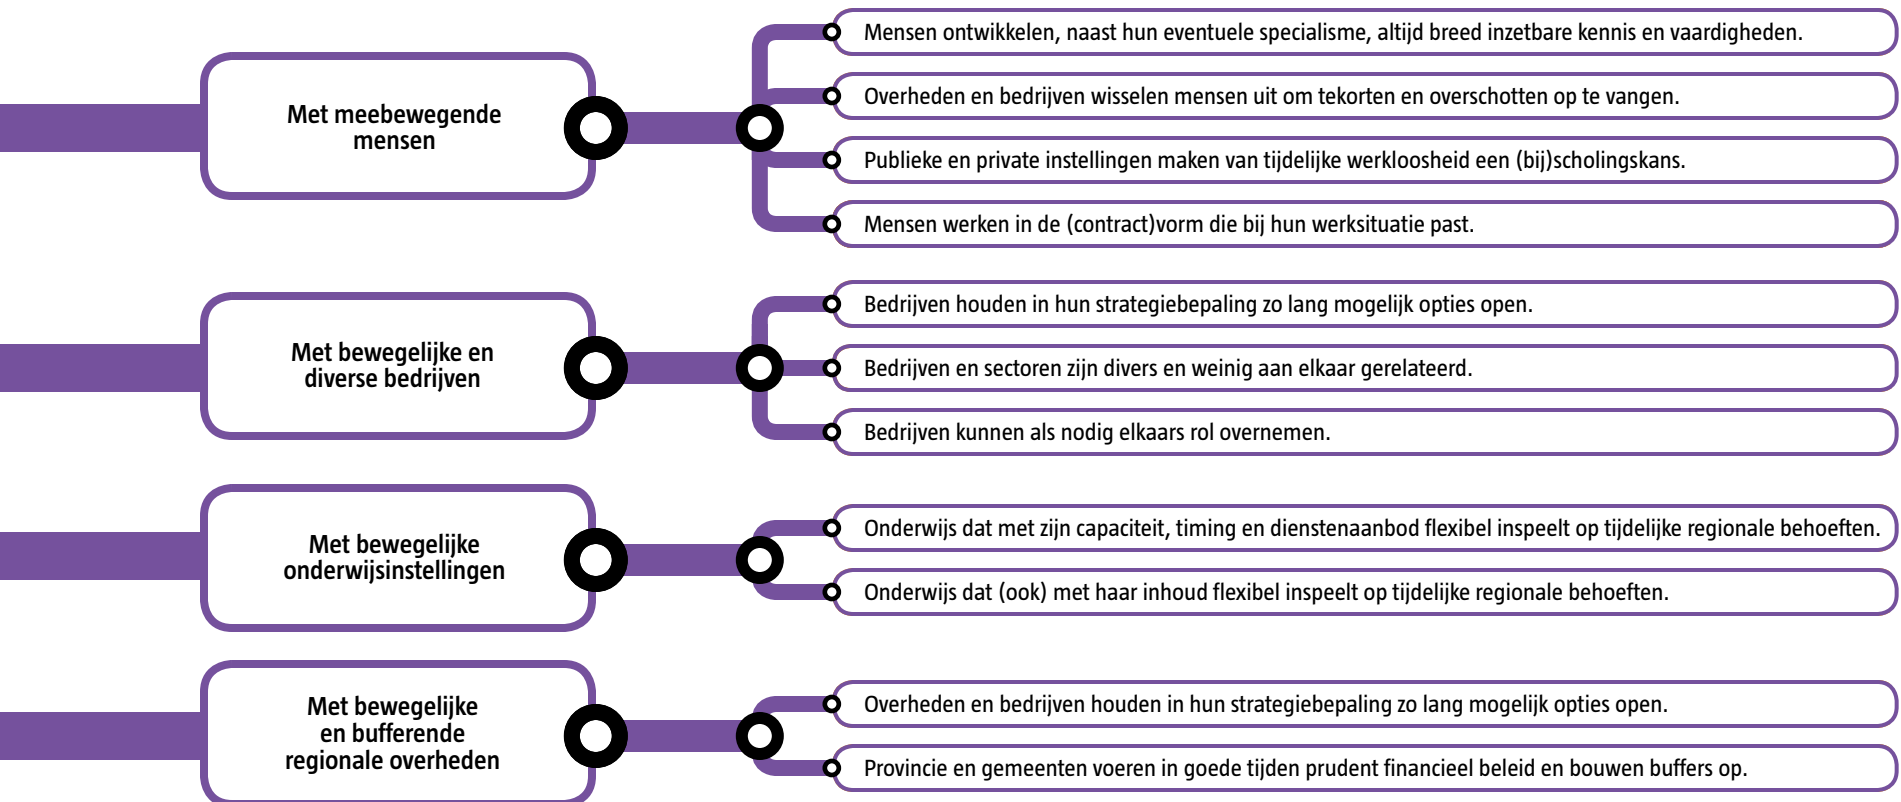 Met meebewegende
mensen
Mensen ontwikkelen, naast hun eventuele specialisme, altijd breed inzetbare kennis en vaardigheden.
Overheden en bedrijven wisselen mensen uit om tekorten en overschotten op te vangen.
Publieke en private instellingen maken van tijdelijke werkloosheid een (bij)scholingskans.
Mensen werken in de (contract)vorm die bij hun werksituatie past.
Met bewegelijke en
diverse bedrijven
Bedrijven houden in hun strategiebepaling zo lang mogelijk opties open.
Bedrijven en sectoren zijn divers en weinig aan elkaar gerelateerd.
Bedrijven kunnen als nodig elkaars rol overnemen.
Met bewegelijke
onderwijsinstellingen
Onderwijs dat met zijn capaciteit, timing en dienstenaanbod flexibel inspeelt op tijdelijke regionale behoeften.
Onderwijs dat (ook) met haar inhoud flexibel inspeelt op tijdelijke regionale behoeften.
Met bewegelijke
en bufferende
regionale overheden
Overheden en bedrijven houden in hun strategiebepaling zo lang mogelijk opties open.
Provincie en gemeenten voeren in goede tijden prudent financieel beleid en bouwen buffers op.